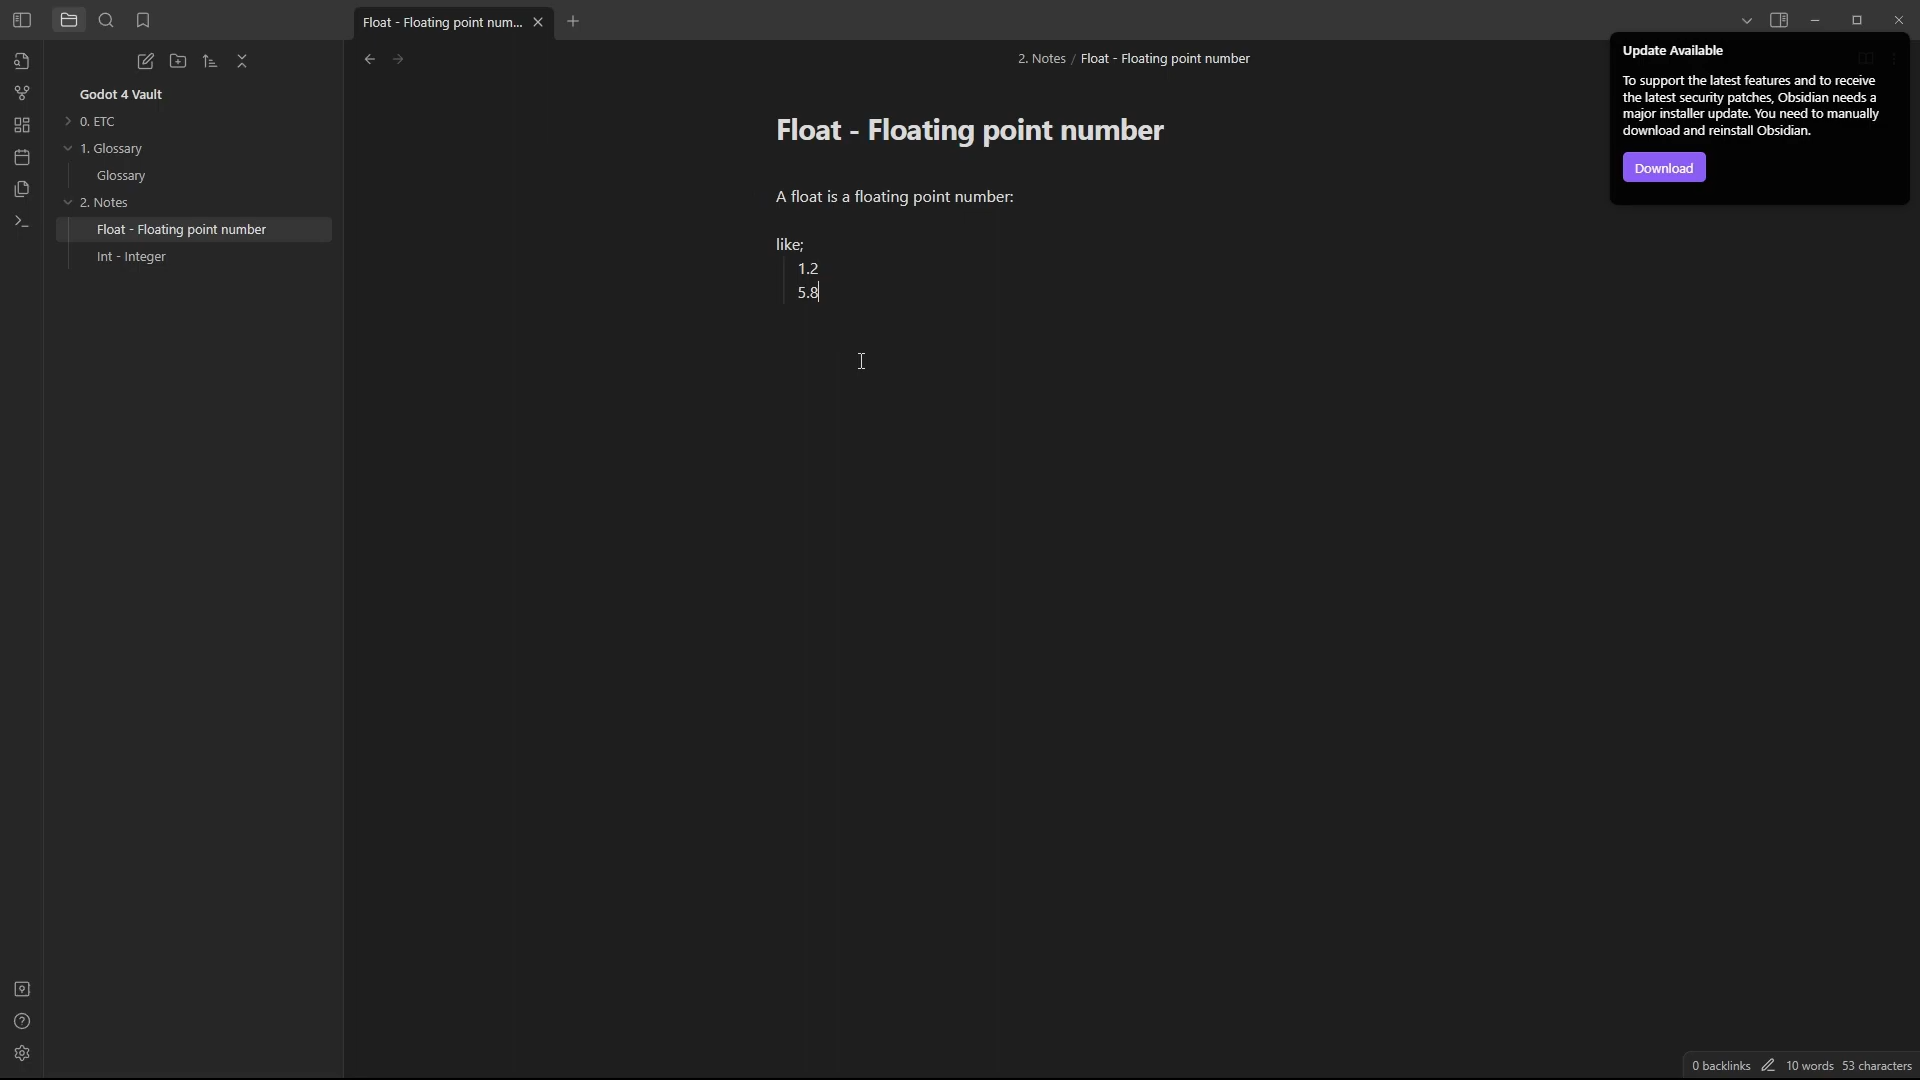 Float - Floating point num...
2. Notes / Float - Floating point number
Update Available
To support the latest features and to receive
the latest security patches, Obsidian needs a
major installer update. You need to manually
download and reinstall Obsidian.
Download
Godot 4 Vault
0. ETC
1. Glossary
Glossary
2. Notes
Float - Floating point number
Int - Integer
Float - Floating point number
A float is a floating point number:
like;
1.2
5.8
0 backlinks 10 words 53 characters